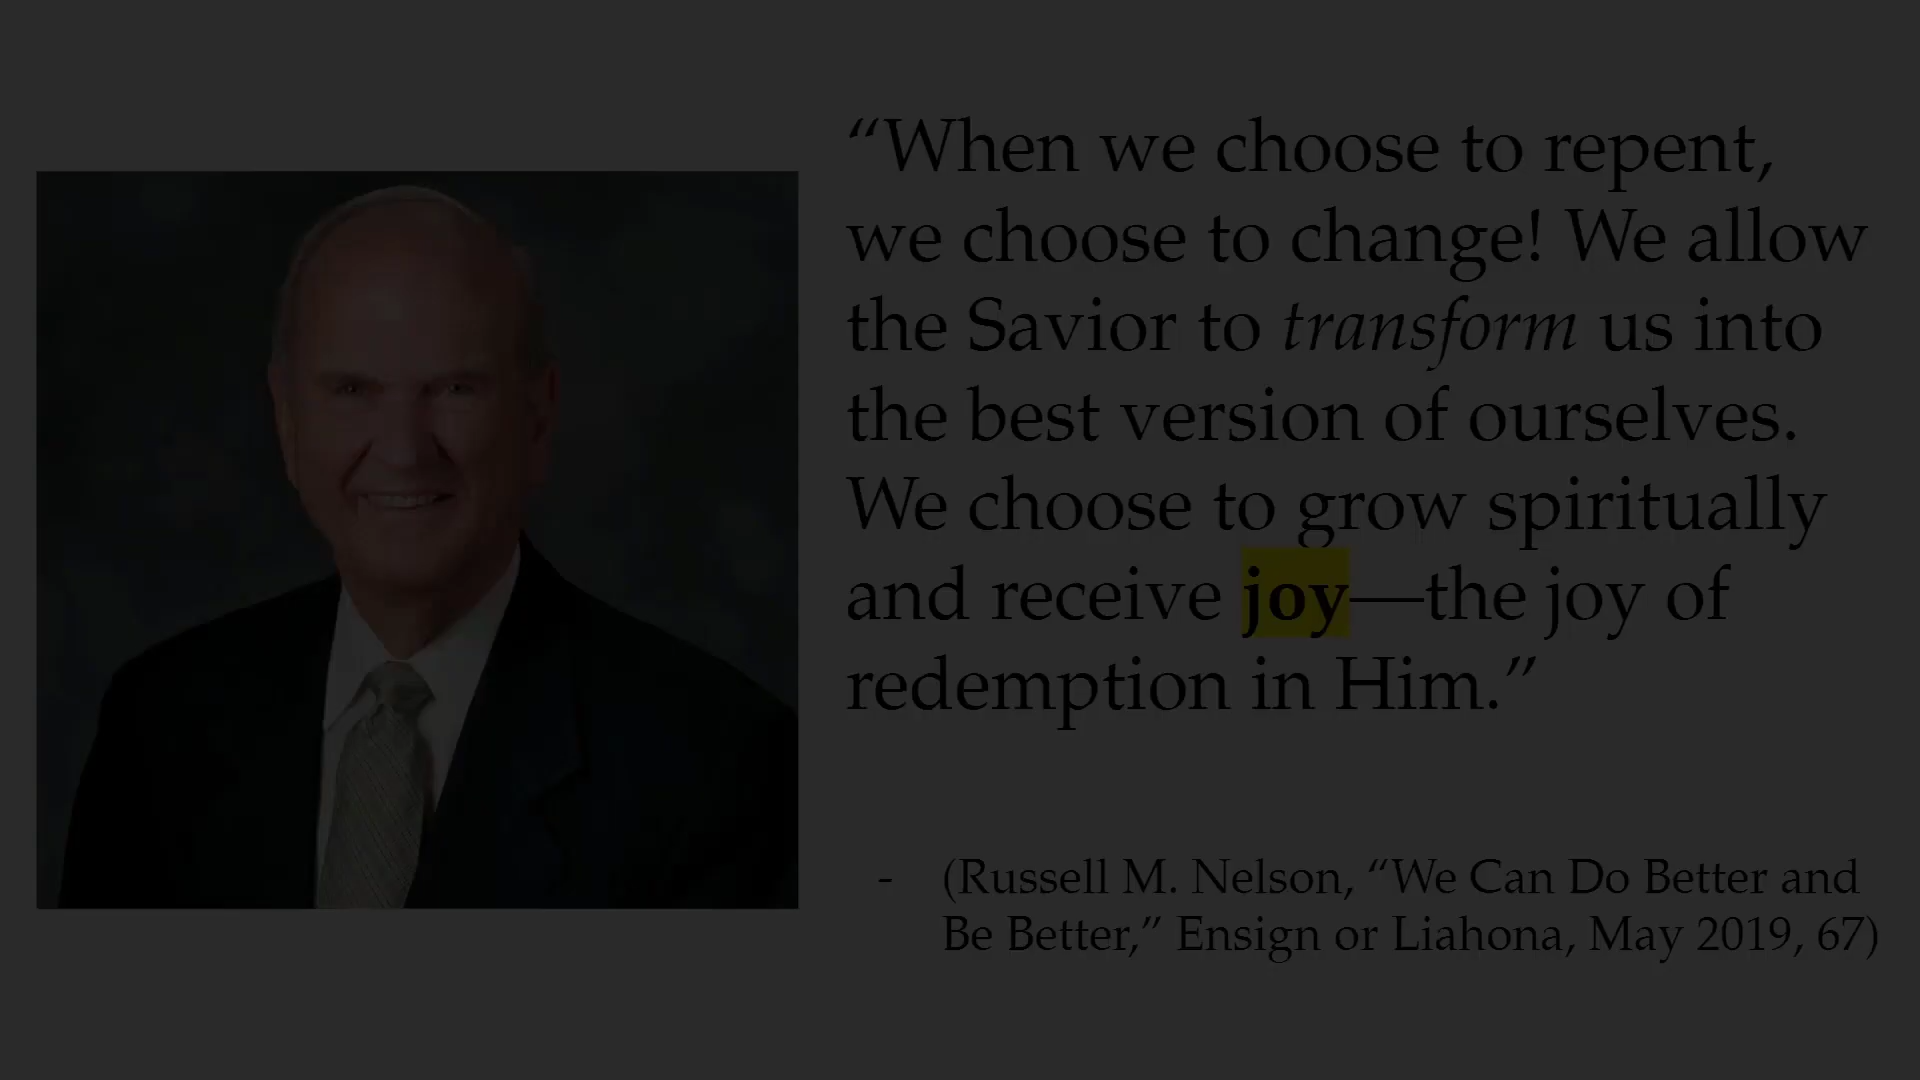 “When we choose to repent,
we choose to change! We allow
the Savior to transform us into
the best version of ourselves.
We choose to grow spiritually
and receive joy—the joy of
redemption in Him.”
- (Russell M. Nelson, “We Can Do Better and
Be Better,” Ensign or Liahona, May 2019, 67)